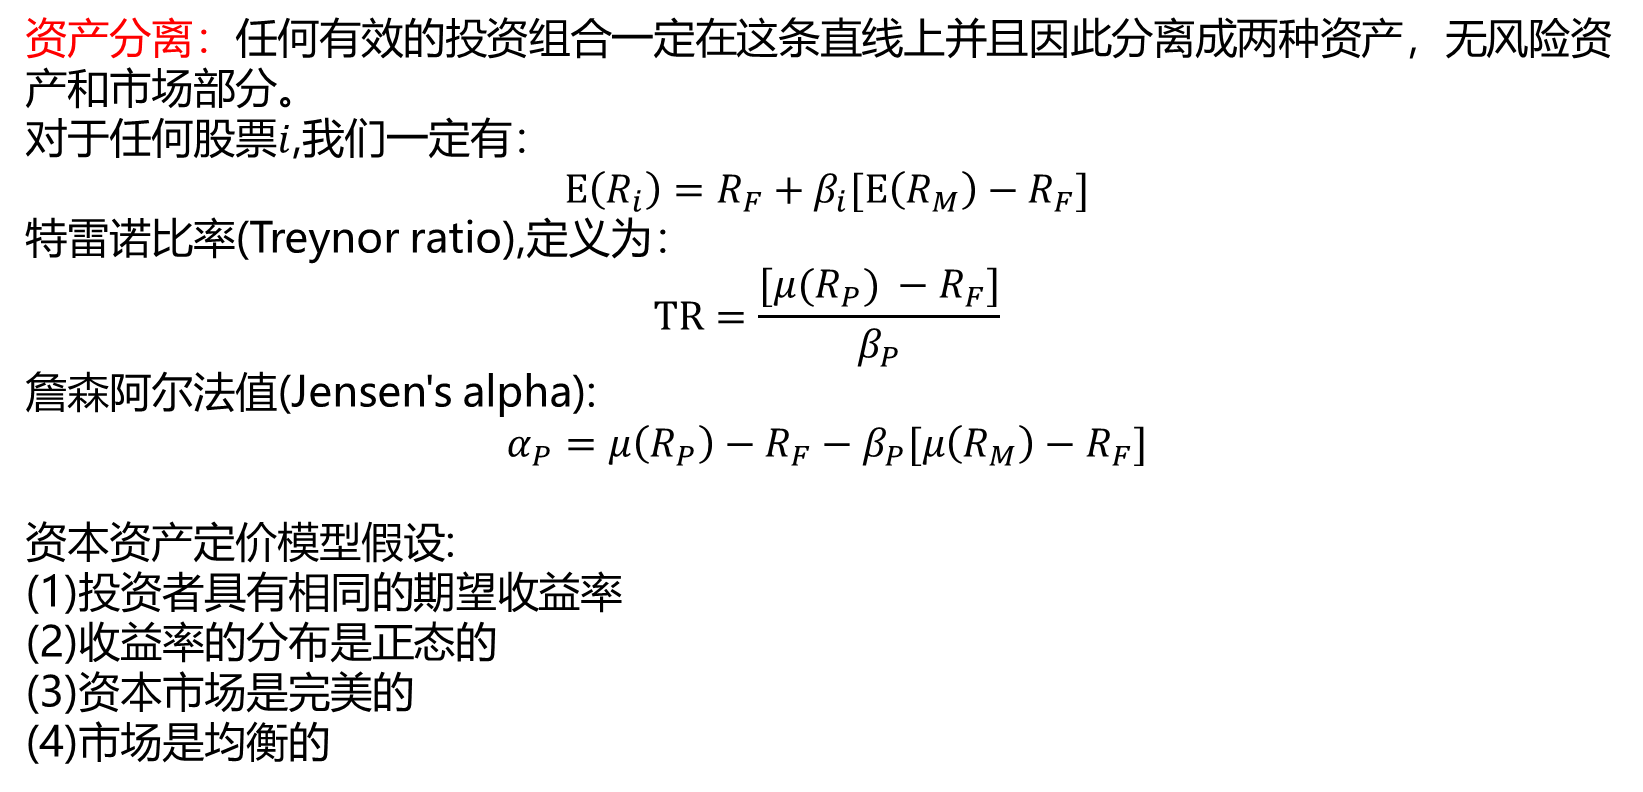 资产分离：任何有效的投资组合一定在这条直线上并且因此分离成两种资产，无风险资
产和市场部分。
对于任何股票𝑖,我们一定有：
E(𝑅ᵢ) = 𝑅_𝐹 + 𝛽ᵢ[E(𝑅_𝑀) − 𝑅_𝐹]
特雷诺比率(Treynor ratio),定义为：
TR = [𝜇(𝑅_𝑃) − 𝑅_𝐹] / 𝛽_𝑃
詹森阿尔法值(Jensen's alpha):
𝛼_𝑃 = 𝜇(𝑅_𝑃) − 𝑅_𝐹 − 𝛽_𝑃[𝜇(𝑅_𝑀) − 𝑅_𝐹]
资本资产定价模型假设:
(1)投资者具有相同的期望收益率
(2)收益率的分布是正态的
(3)资本市场是完美的
(4)市场是均衡的